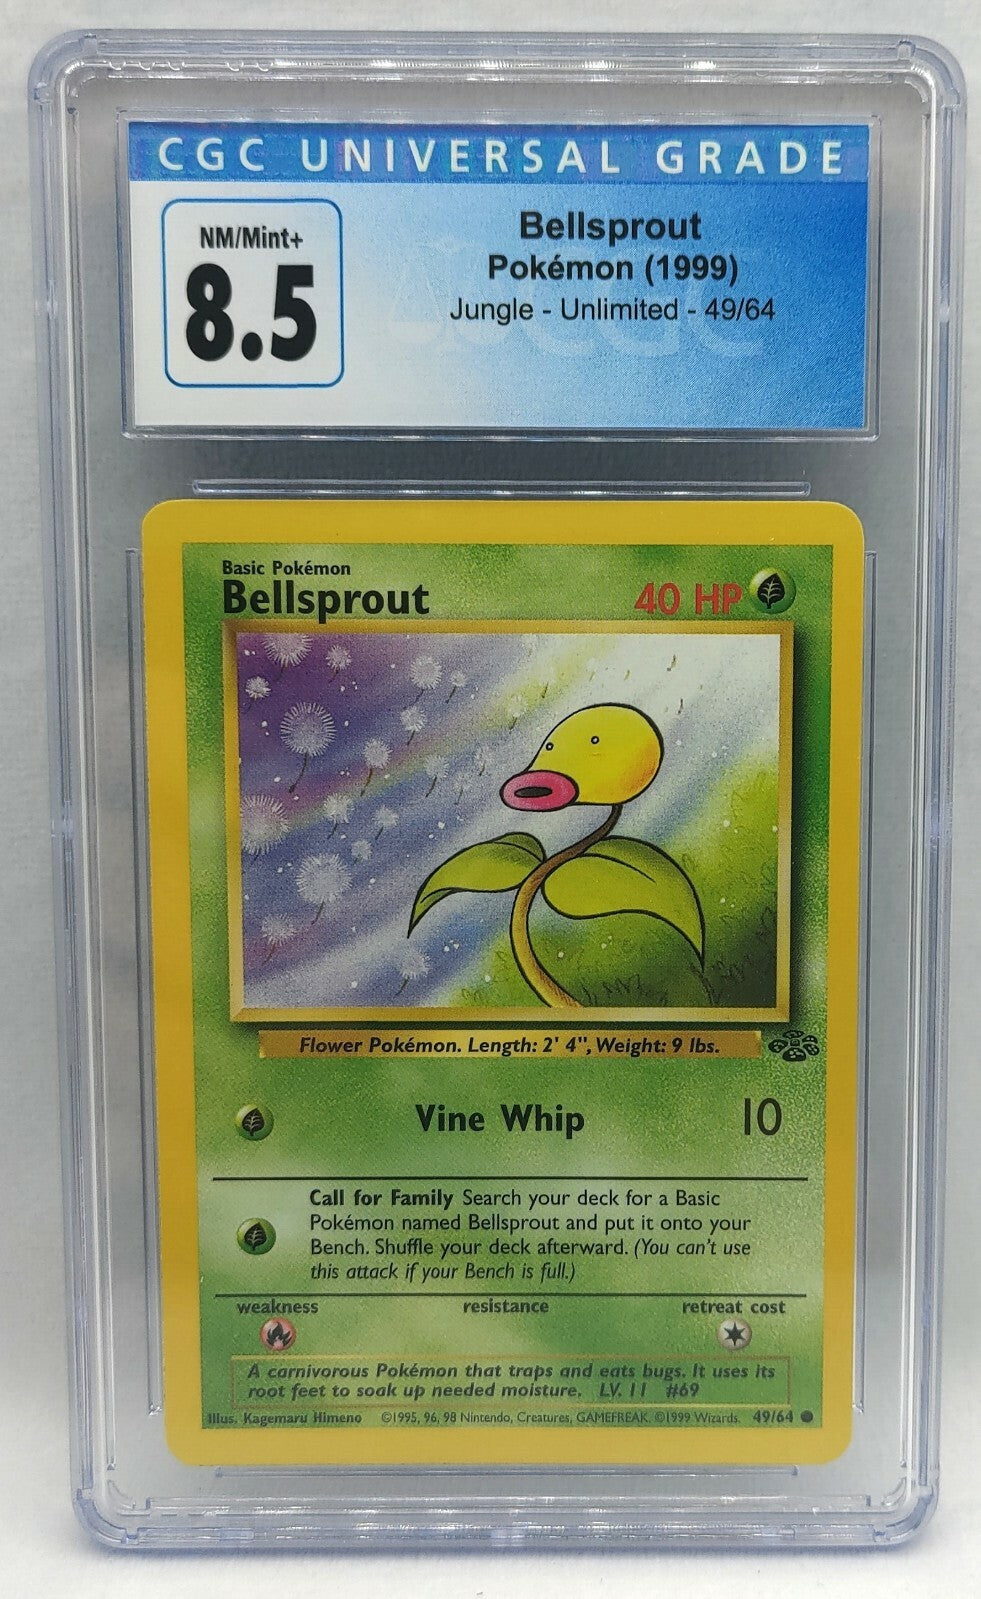 CGC UNIVERSAL GRADE
NM/Mint+
8.5
Bellsprout
Pokémon (1999)
Jungle - Unlimited - 49/64
CGC
Basic Pokémon
Bellsprout
40 HP
Flower Pokémon. Length: 2' 4", Weight: 9 lbs.
Vine Whip 10
Call for Family Search your deck for a Basic
Pokémon named Bellsprout and put it onto your
Bench. Shuffle your deck afterward. (You can't use
this attack if your Bench is full.)
weakness resistance retreat cost
A carnivorous Pokémon that traps and eats bugs. It uses its
root feet to soak up needed moisture. LV. 11 #69
Illus. Kagemaru Himeno ©1995, 96, 98 Nintendo, Creatures, GAMEFREAK. ©1999 Wizards. 49/64